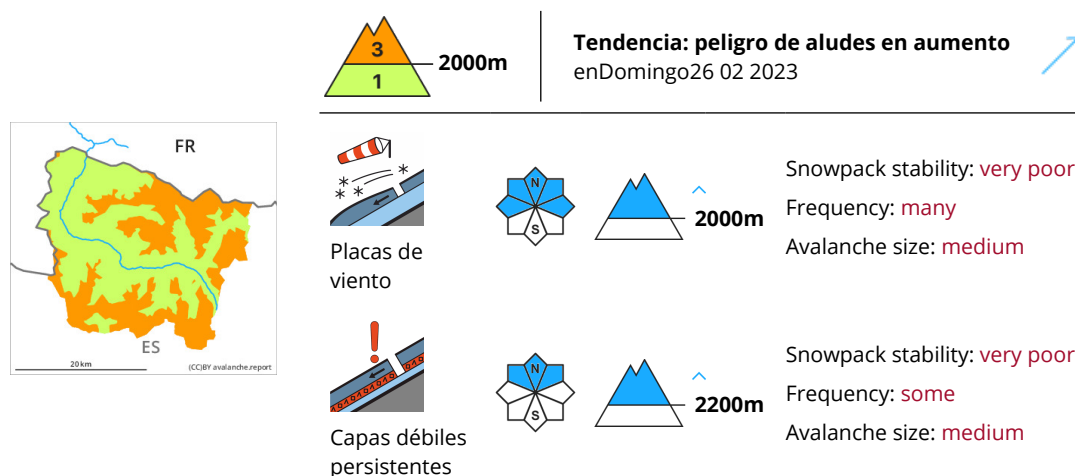 3
1
2000m
Tendencia: peligro de aludes en aumento
enDomingo26 02 2023
FR
ES
20 km
(CC)BY avalanche.report
Placas de
viento
N
S
2000m
Snowpack stability: very poor
Frequency: many
Avalanche size: medium
Capas débiles
persistentes
N
S
2200m
Snowpack stability: very poor
Frequency: some
Avalanche size: medium